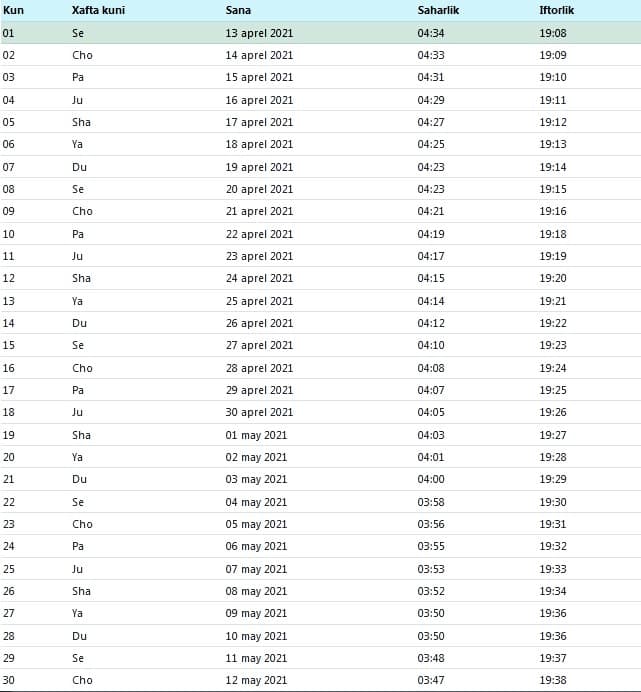 Kun Xafta kuni Sana Saharlik Iftorlik
01 Se 13 aprel 2021 04:34 19:08
02 Cho 14 aprel 2021 04:33 19:09
03 Pa 15 aprel 2021 04:31 19:10
04 Ju 16 aprel 2021 04:29 19:11
05 Sha 17 aprel 2021 04:27 19:12
06 Ya 18 aprel 2021 04:25 19:13
07 Du 19 aprel 2021 04:23 19:14
08 Se 20 aprel 2021 04:23 19:15
09 Cho 21 aprel 2021 04:21 19:16
10 Pa 22 aprel 2021 04:19 19:18
11 Ju 23 aprel 2021 04:17 19:19
12 Sha 24 aprel 2021 04:15 19:20
13 Ya 25 aprel 2021 04:14 19:21
14 Du 26 aprel 2021 04:12 19:22
15 Se 27 aprel 2021 04:10 19:23
16 Cho 28 aprel 2021 04:08 19:24
17 Pa 29 aprel 2021 04:07 19:25
18 Ju 30 aprel 2021 04:05 19:26
19 Sha 01 may 2021 04:03 19:27
20 Ya 02 may 2021 04:01 19:28
21 Du 03 may 2021 04:00 19:29
22 Se 04 may 2021 03:58 19:30
23 Cho 05 may 2021 03:56 19:31
24 Pa 06 may 2021 03:55 19:32
25 Ju 07 may 2021 03:53 19:33
26 Sha 08 may 2021 03:52 19:34
27 Ya 09 may 2021 03:50 19:36
28 Du 10 may 2021 03:50 19:36
29 Se 11 may 2021 03:48 19:37
30 Cho 12 may 2021 03:47 19:38